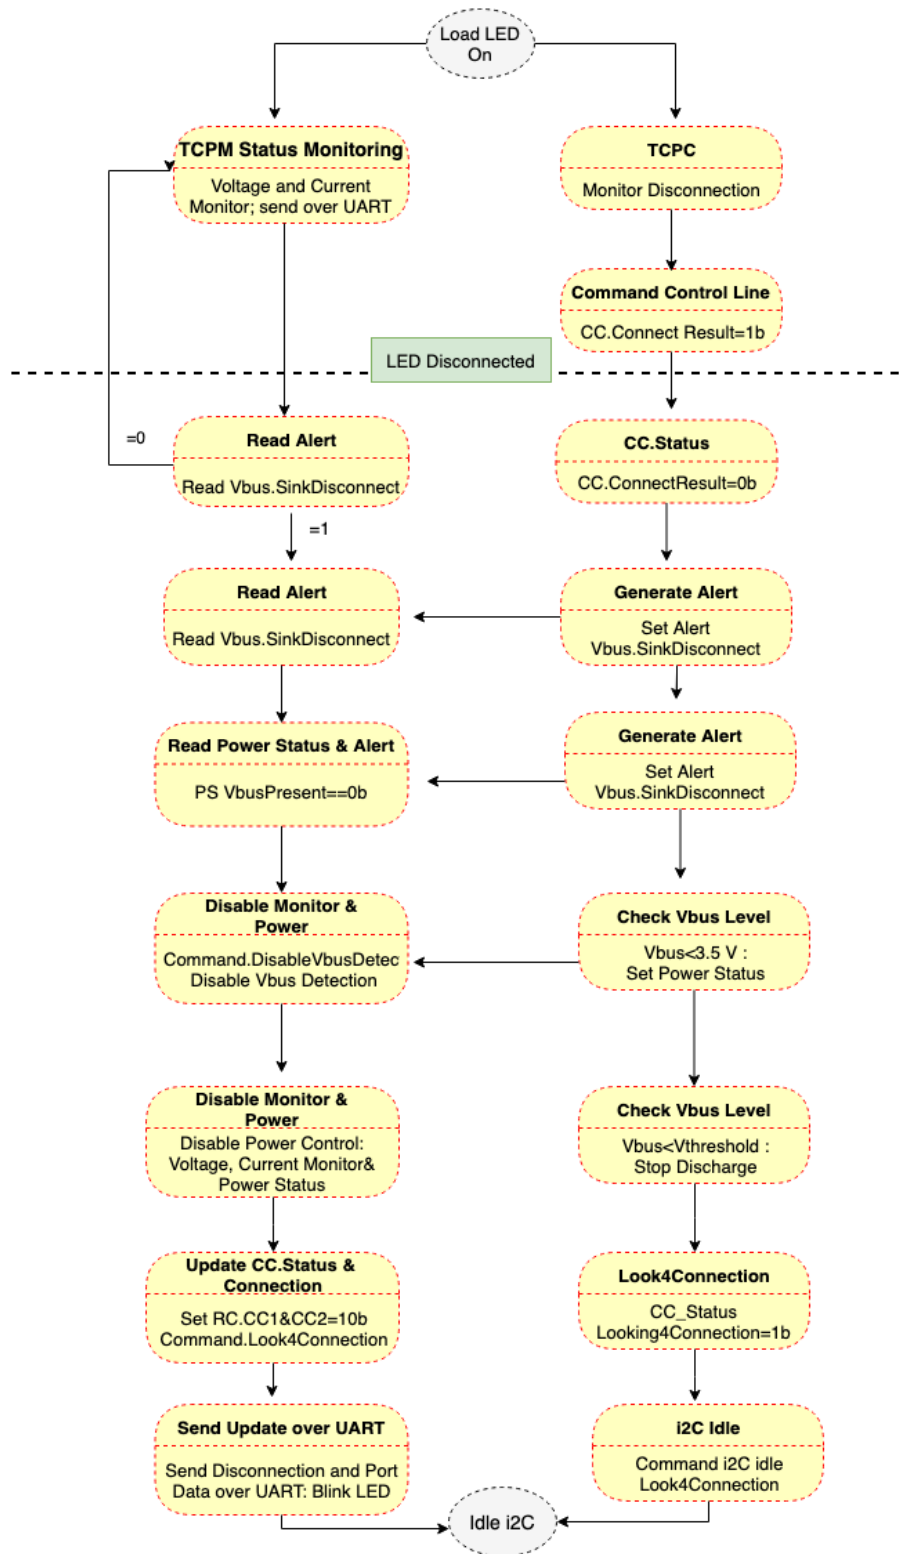 Load LED
On
TCPM Status Monitoring
Voltage and Current
Monitor; send over UART
TCPC
Monitor Disconnection
Command Control Line
CC.Connect Result=1b
LED Disconnected
=0
Read Alert
Read Vbus.SinkDisconnect
CC.Status
CC.ConnectResult=0b
=1
Read Alert
Read Vbus.SinkDisconnect
Generate Alert
Set Alert
Vbus.SinkDisconnect
Read Power Status & Alert
PS VbusPresent==0b
Generate Alert
Set Alert
Vbus.SinkDisconnect
Disable Monitor &
Power
Command.DisableVbusDetec
Disable Vbus Detection
Check Vbus Level
Vbus<3.5 V :
Set Power Status
Disable Monitor &
Power
Disable Power Control:
Voltage, Current Monitor&
Power Status
Check Vbus Level
Vbus<Vthreshold :
Stop Discharge
Update CC.Status &
Connection
Set RC.CC1&CC2=10b
Command.Look4Connection
Look4Connection
CC_Status
Looking4Connection=1b
Send Update over UART
Send Disconnection and Port
Data over UART: Blink LED
i2C Idle
Command i2C idle
Look4Connection
Idle i2C